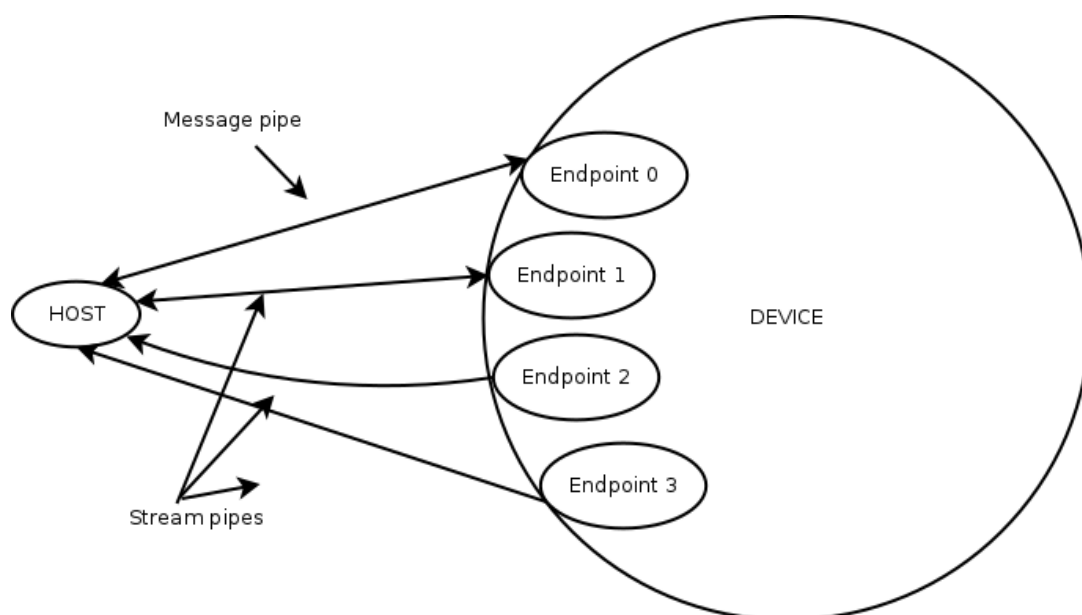 Message pipe
Endpoint 0
Endpoint 1
HOST
DEVICE
Endpoint 2
Endpoint 3
Stream pipes